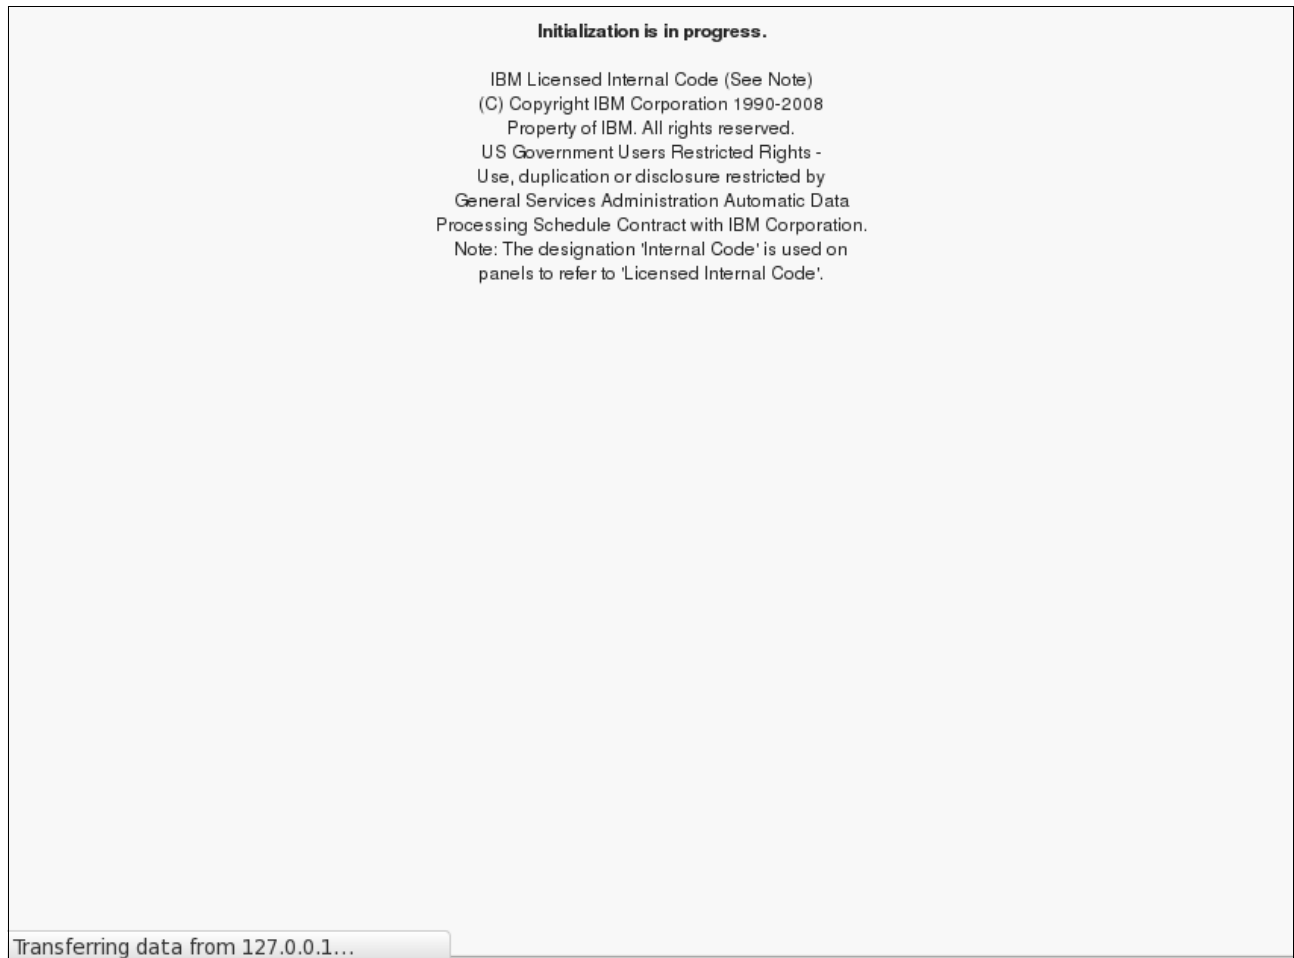 Initialization is in progress.
IBM Licensed Internal Code (See Note)
(C) Copyright IBM Corporation 1990-2008
Property of IBM. All rights reserved.
US Government Users Restricted Rights -
Use, duplication or disclosure restricted by
General Services Administration Automatic Data
Processing Schedule Contract with IBM Corporation.
Note: The designation 'Internal Code' is used on
panels to refer to 'Licensed Internal Code'.
Transferring data from 127.0.0.1...